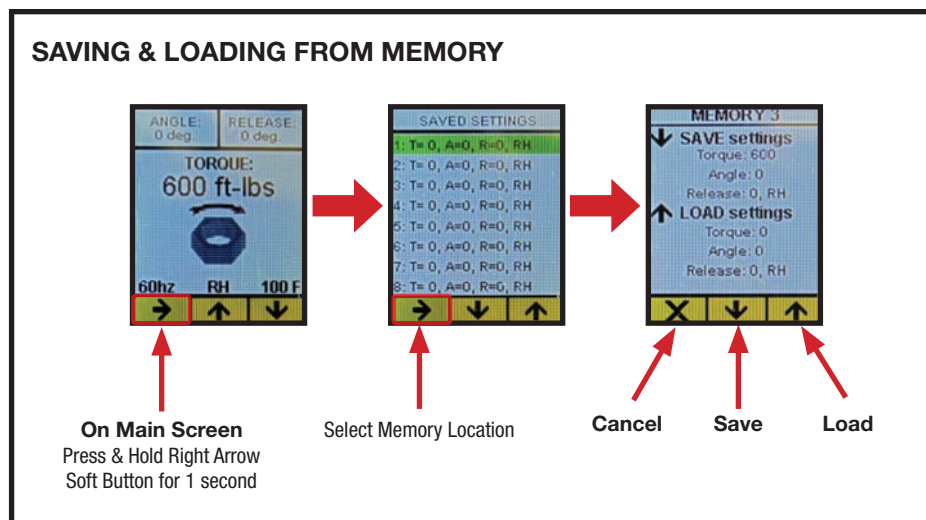 SAVING & LOADING FROM MEMORY
ANGLE:
0 deg.
RELEASE:
0 deg.
TORQUE:
600 ft-lbs
60hz RH 100 F
On Main Screen
Press & Hold Right Arrow
Soft Button for 1 second
SAVED SETTINGS
1: T= 0, A=0, R=0, RH
2: T= 0, A=0, R=0, RH
3: T= 0, A=0, R=0, RH
4: T= 0, A=0, R=0, RH
5: T= 0, A=0, R=0, RH
6: T= 0, A=0, R=0, RH
7: T= 0, A=0, R=0, RH
8: T= 0, A=0, R=0, RH
Select Memory Location
MEMORY 3
SAVE settings
Torque: 600
Angle: 0
Release: 0, RH
LOAD settings
Torque: 0
Angle: 0
Release: 0, RH
X
Cancel
Save
Load